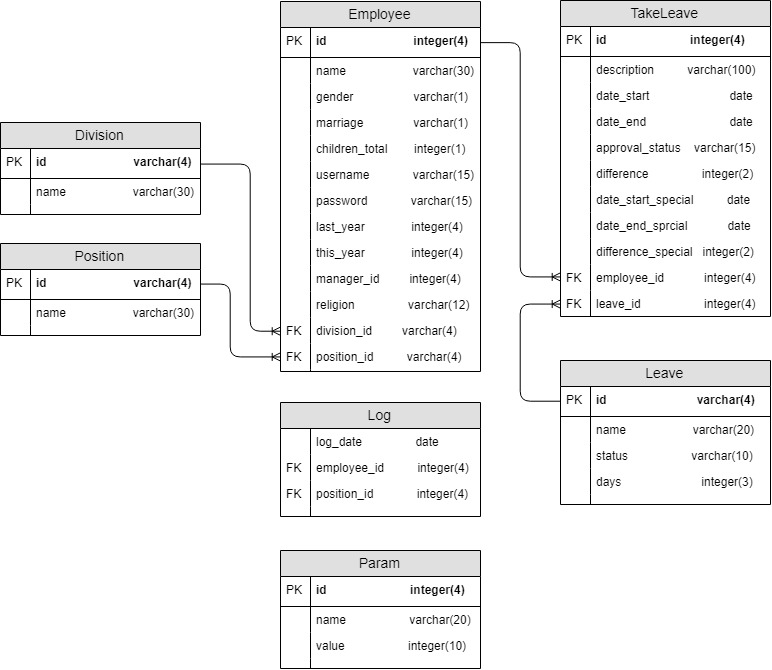 Employee
PK id integer(4)
name varchar(30)
gender varchar(1)
marriage varchar(1)
children_total integer(1)
username varchar(15)
password varchar(15)
last_year integer(4)
this_year integer(4)
manager_id integer(4)
religion varchar(12)
FK division_id varchar(4)
FK position_id varchar(4)
TakeLeave
PK id integer(4)
description varchar(100)
date_start date
date_end date
approval_status varchar(15)
difference integer(2)
date_start_special date
date_end_sprcial date
difference_special integer(2)
FK employee_id integer(4)
FK leave_id integer(4)
Division
PK id varchar(4)
name varchar(30)
Position
PK id varchar(4)
name varchar(30)
Leave
PK id varchar(4)
name varchar(20)
status varchar(10)
days integer(3)
Log
log_date date
FK employee_id integer(4)
FK position_id integer(4)
Param
PK id integer(4)
name varchar(20)
value integer(10)